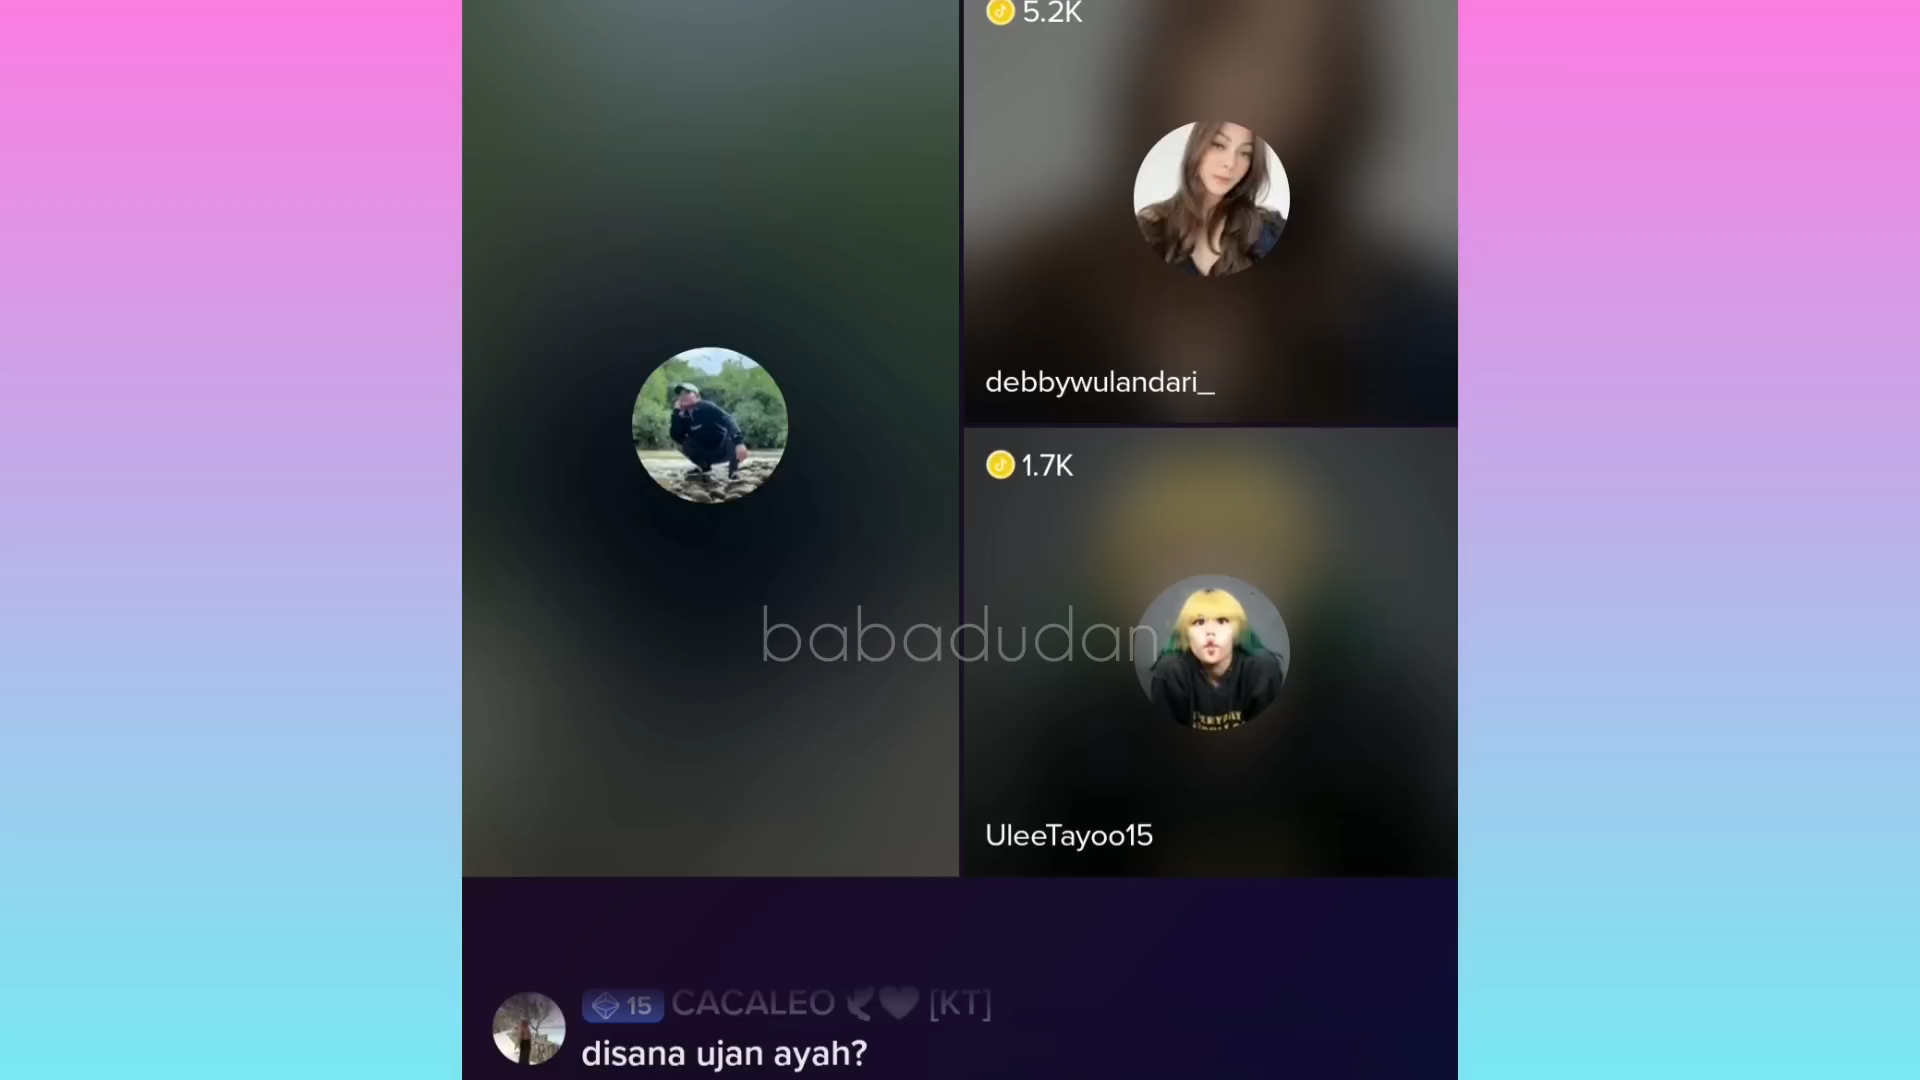 5.2K
debbywulandari_
1.7K
babadudan
UleeTayoo15
15 CACALEO 🕊🖤 [KT]
disana ujan ayah?